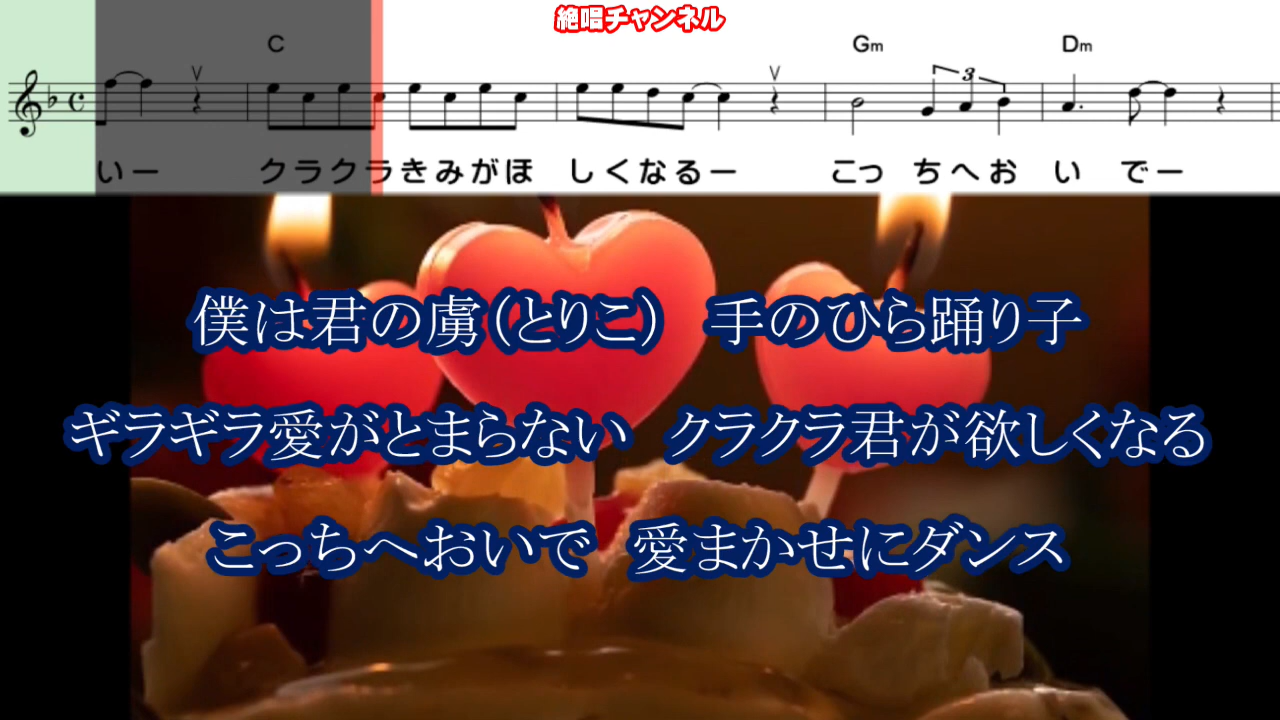 絶唱チャンネル
C Gm Dm
3
いー クラクラきみがほ しくなるー こっ ちへお い でー
僕は君の虜（とりこ） 手のひら踊り子
ギラギラ愛がとまらない クラクラ君が欲しくなる
こっちへおいで 愛まかせにダンス